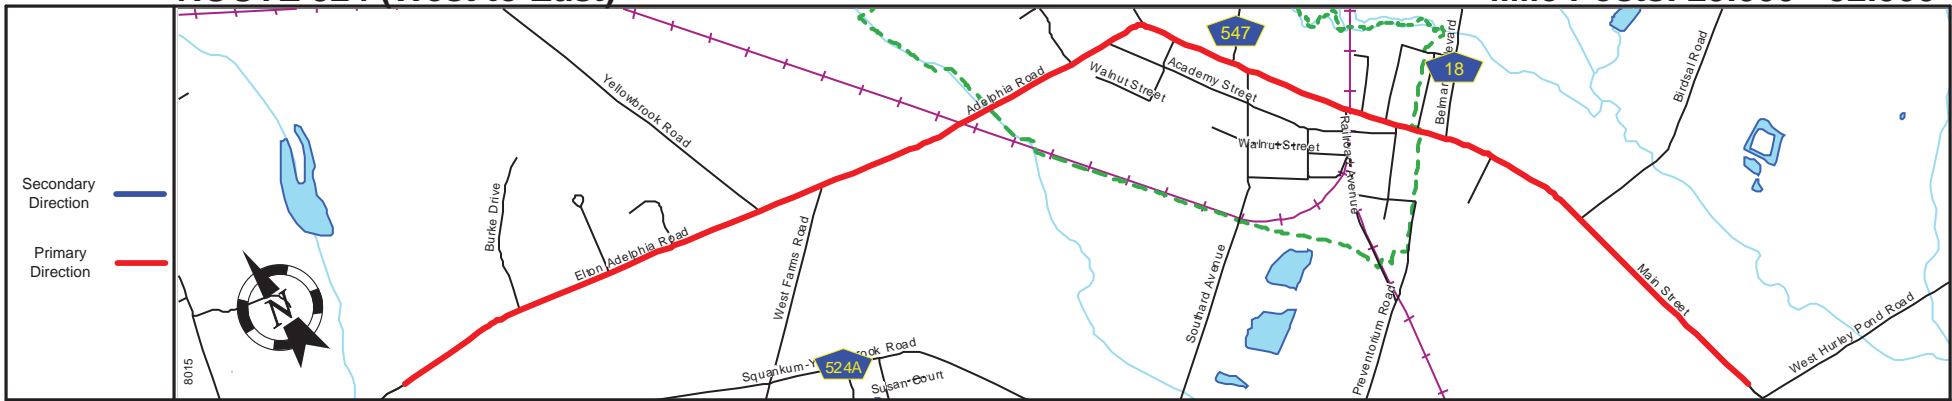 Secondary
Direction
Primary
Direction
8015
Burke Drive
Yellowbrook Road
Elton Adelphia Road
West Farms Road
Adelphia Road
Walnut Street
Academy Street
547
18
Walnut Street
Railroad Avenue
Southard Avenue
Preventorium Road
Birdsal Road
Main Street
West Hurley Pond Road
524A
Susan Court
N